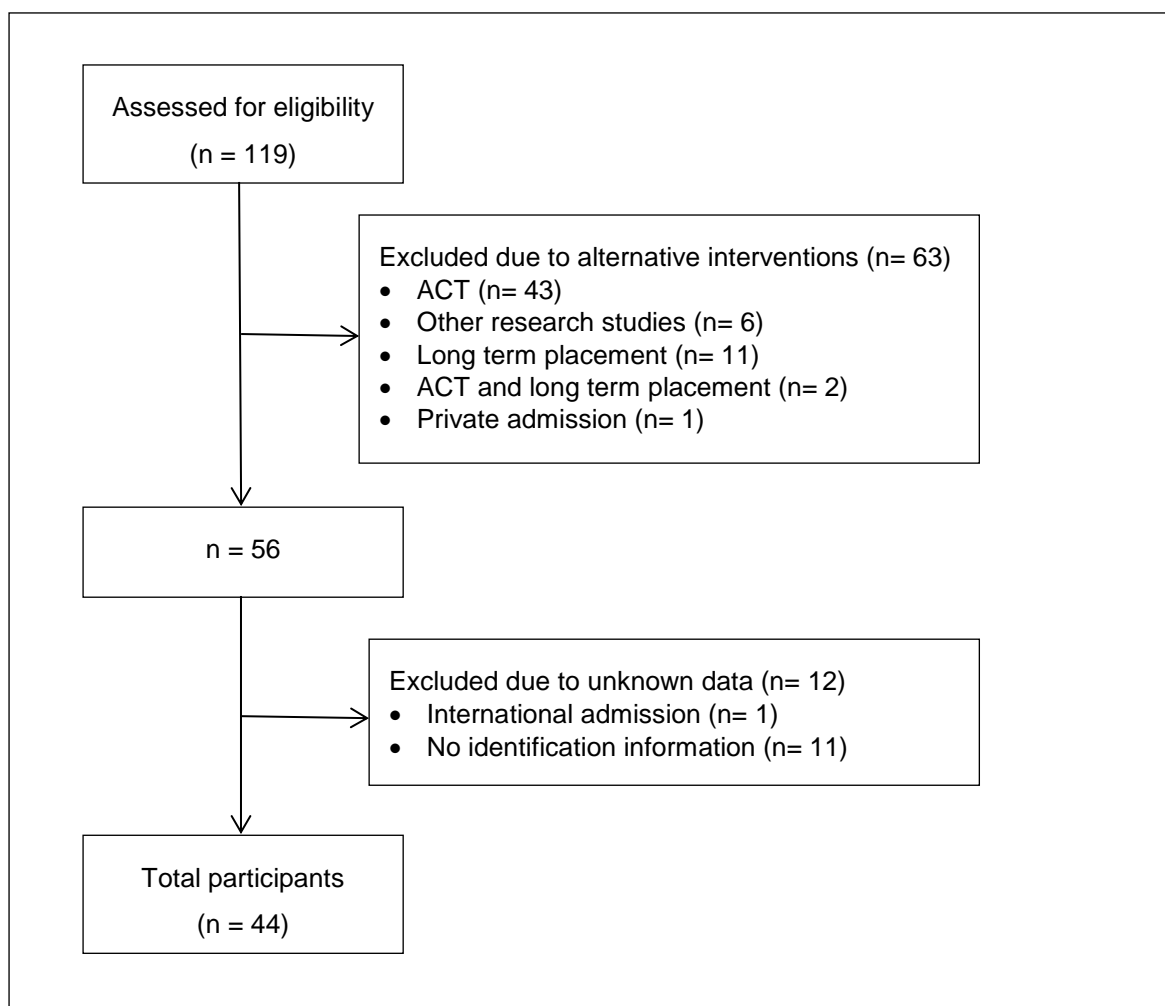 Assessed for eligibility
(n = 119)
Excluded due to alternative interventions (n= 63)
• ACT (n= 43)
• Other research studies (n= 6)
• Long term placement (n= 11)
• ACT and long term placement (n= 2)
• Private admission (n= 1)
n = 56
Excluded due to unknown data (n= 12)
• International admission (n= 1)
• No identification information (n= 11)
Total participants
(n = 44)